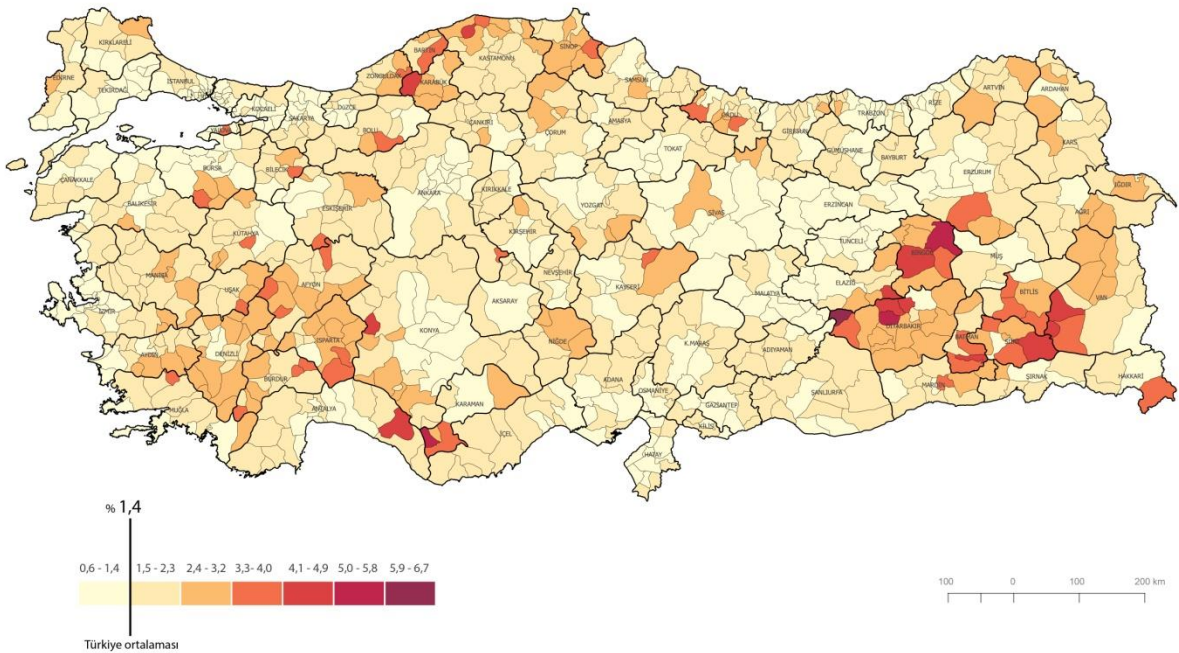 KIRKLARELİ
EDİRNE
TEKİRDAĞ
İSTANBUL
KOCAELİ
SAKARYA
DÜZCE
BOLU
ZONGULDAK
BARTIN
KARABÜK
KASTAMONU
SİNOP
SAMSUN
ÇANKIRI
ÇORUM
AMASYA
ORDU
TOKAT
GİRESUN
TRABZON
RİZE
ARTVİN
ARDAHAN
KARS
IĞDIR
GÜMÜŞHANE
BAYBURT
ERZURUM
ERZİNCAN
AĞRI
ÇANAKKALE
BALIKESİR
BURSA
BİLECİK
ESKİŞEHİR
ANKARA
KIRIKKALE
YOZGAT
SİVAS
KÜTAHYA
KIRŞEHİR
NEVŞEHİR
KAYSERİ
MALATYA
TUNCELİ
ELAZIĞ
BİNGÖL
MUŞ
BİTLİS
VAN
MANİSA
UŞAK
AFYON
İZMİR
AYDIN
DENİZLİ
ISPARTA
BURDUR
KONYA
AKSARAY
NİĞDE
K.MARAŞ
ADIYAMAN
DİYARBAKIR
BATMAN
SİİRT
MARDİN
ŞIRNAK
HAKKARİ
MUĞLA
ANTALYA
KARAMAN
İÇEL
ADANA
OSMANİYE
GAZİANTEP
KİLİS
HATAY
ŞANLIURFA
% 1,4
0,6 - 1,4 1,5 - 2,3 2,4 - 3,2 3,3- 4,0 4,1 - 4,9 5,0 - 5,8 5,9 - 6,7
Türkiye ortalaması
100 0 100 200 km